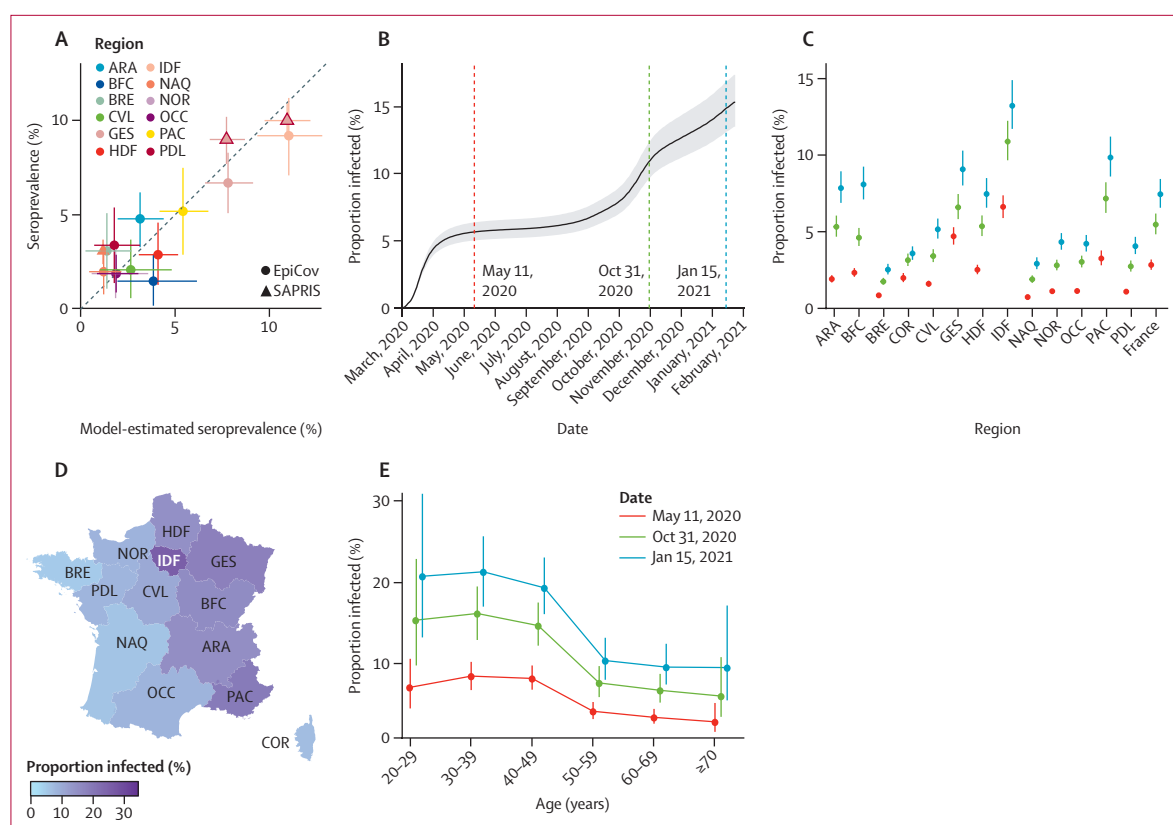 A
Region
ARA
BFC
BRE
CVL
GES
HDF
IDF
NAQ
NOR
OCC
PAC
PDL
Seroprevalence (%)
10
5
0
0
5
10
EpiCov
SAPRIS
Model-estimated seroprevalence (%)
B
Proportion infected (%)
15
10
5
0
May 11,
2020
Oct 31,
2020
Jan 15,
2021
March, 2020
April, 2020
May, 2020
June, 2020
July, 2020
August, 2020
September, 2020
October, 2020
November, 2020
December, 2020
January, 2021
February, 2021
Date
C
Proportion infected (%)
15
10
5
0
ARA
BFC
BRE
COR
CVL
GES
HDF
IDF
NAQ
NOR
OCC
PAC
PDL
France
Region
D
HDF
NOR
IDF
GES
BRE
PDL
CVL
BFC
NAQ
ARA
OCC
PAC
COR
Proportion infected (%)
0 10 20 30
E
Proportion infected (%)
30
20
10
0
Date
May 11, 2020
Oct 31, 2020
Jan 15, 2021
20–29
30–39
40–49
50–59
60–69
≥70
Age (years)